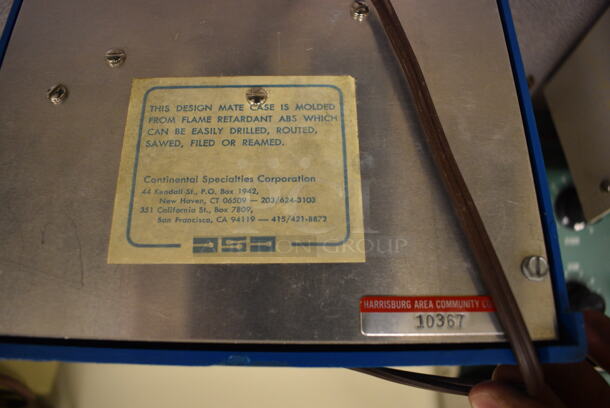 THIS DESIGN MATE CASE IS MOLDED
FROM FLAME RETARDANT ABS WHICH
CAN BE EASILY DRILLED, ROUTED,
SAWED, FILED OR REAMED.
Continental Specialties Corporation
44 Kendall St., P.O. Box 1942,
New Haven, CT 06509 — 203/624-3103
351 California St., Box 7809,
San Francisco, CA 94119 — 415/421-8872
GROUP
HARRISBURG AREA COMMUNITY
10367